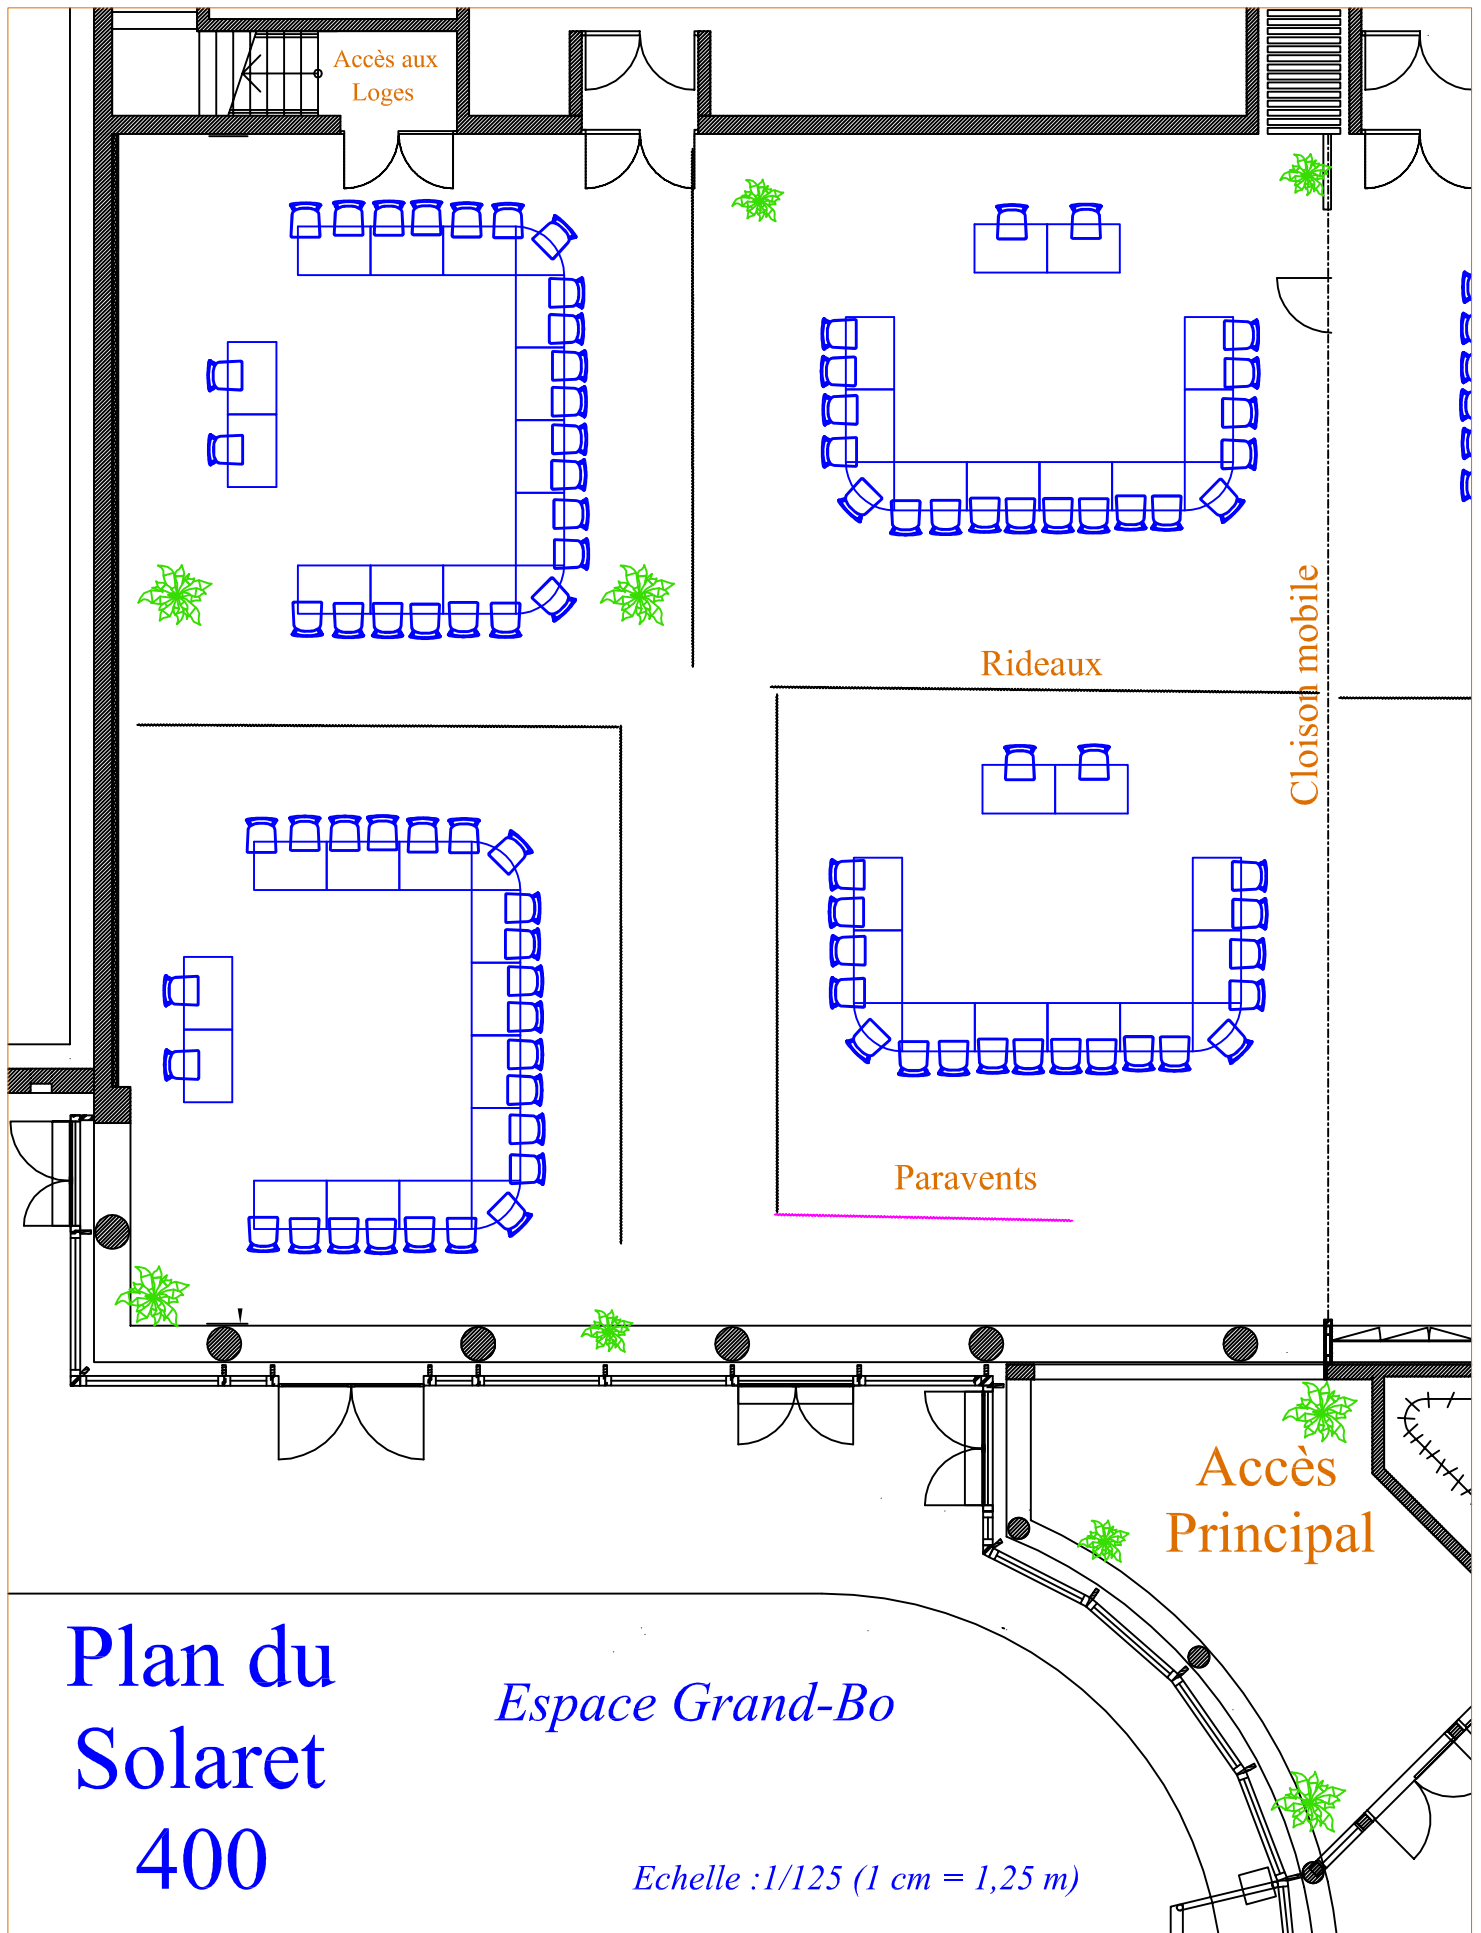 Accès aux
Loges
Rideaux
Cloison mobile
Paravents
Accès
Principal
Plan du
Solaret
400
Espace Grand-Bo
Echelle :1/125 (1 cm = 1,25 m)